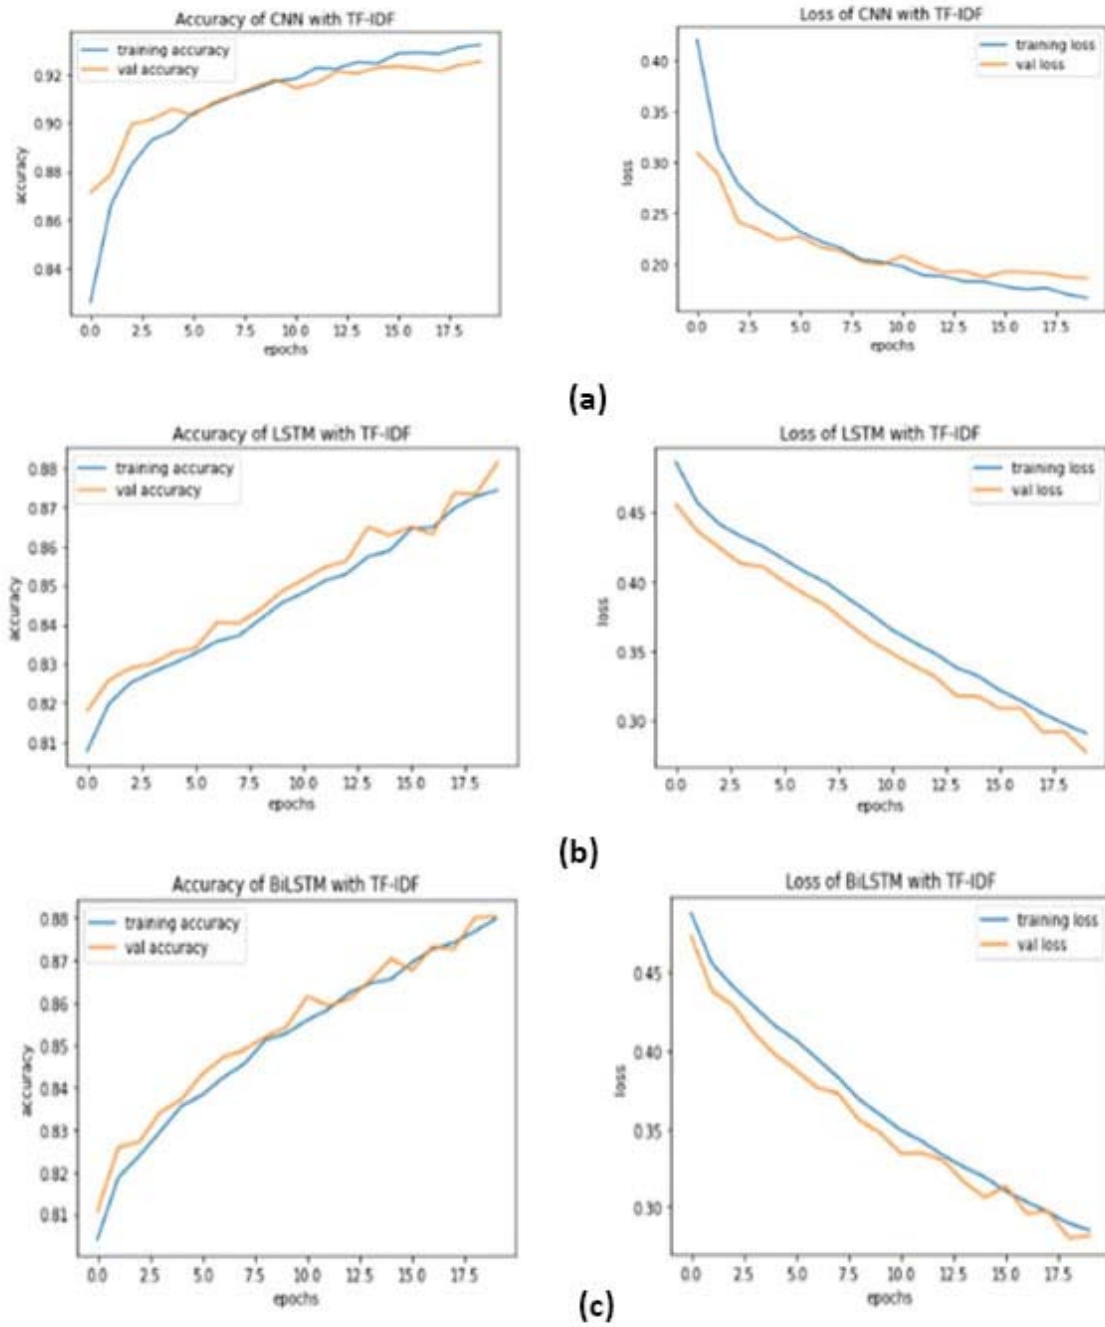 Accuracy of CNN with TF-IDF
training accuracy
val accuracy
0.92
0.90
0.88
0.86
0.84
accuracy
0.0 2.5 5.0 7.5 10.0 12.5 15.0 17.5
epochs
Loss of CNN with TF-IDF
training loss
val loss
0.40
0.35
0.30
0.25
0.20
loss
0.0 2.5 5.0 7.5 10.0 12.5 15.0 17.5
epochs
(a)
Accuracy of LSTM with TF-IDF
training accuracy
val accuracy
0.88
0.87
0.86
0.85
0.84
0.83
0.82
0.81
accuracy
0.0 2.5 5.0 7.5 10.0 12.5 15.0 17.5
epochs
Loss of LSTM with TF-IDF
training loss
val loss
0.45
0.40
0.35
0.30
loss
0.0 2.5 5.0 7.5 10.0 12.5 15.0 17.5
epochs
(b)
Accuracy of BiLSTM with TF-IDF
training accuracy
val accuracy
0.88
0.87
0.86
0.85
0.84
0.83
0.82
0.81
accuracy
0.0 2.5 5.0 7.5 10.0 12.5 15.0 17.5
epochs
Loss of BiLSTM with TF-IDF
training loss
val loss
0.45
0.40
0.35
0.30
loss
0.0 2.5 5.0 7.5 10.0 12.5 15.0 17.5
epochs
(c)